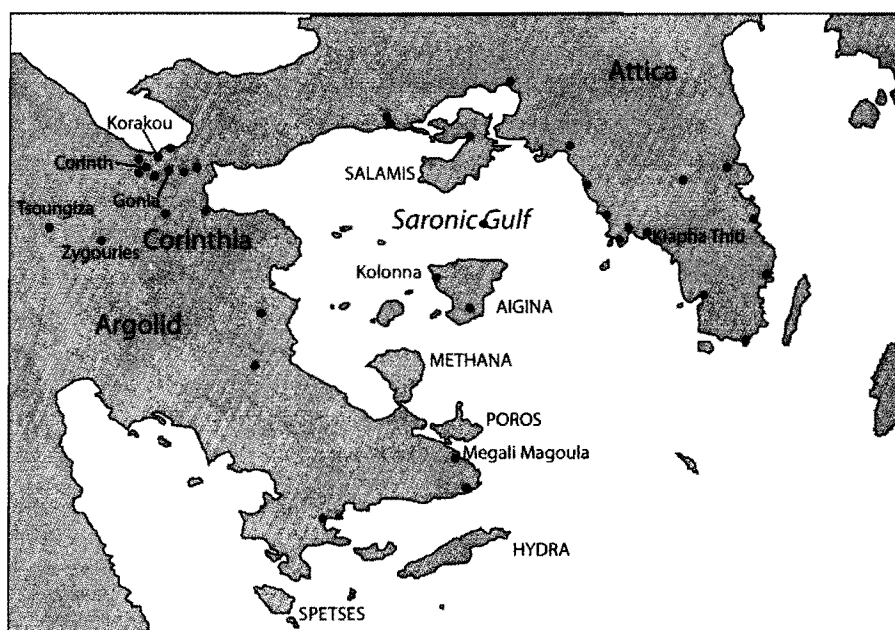 Attica
Korakou
Corinth
SALAMIS
Gonia
Tsoungiza
Saronic Gulf
Corinthia
Kiapha Thiti
Zygouries
Kolonna
AIGINA
Argolid
METHANA
POROS
Megali Magoula
HYDRA
SPETSES